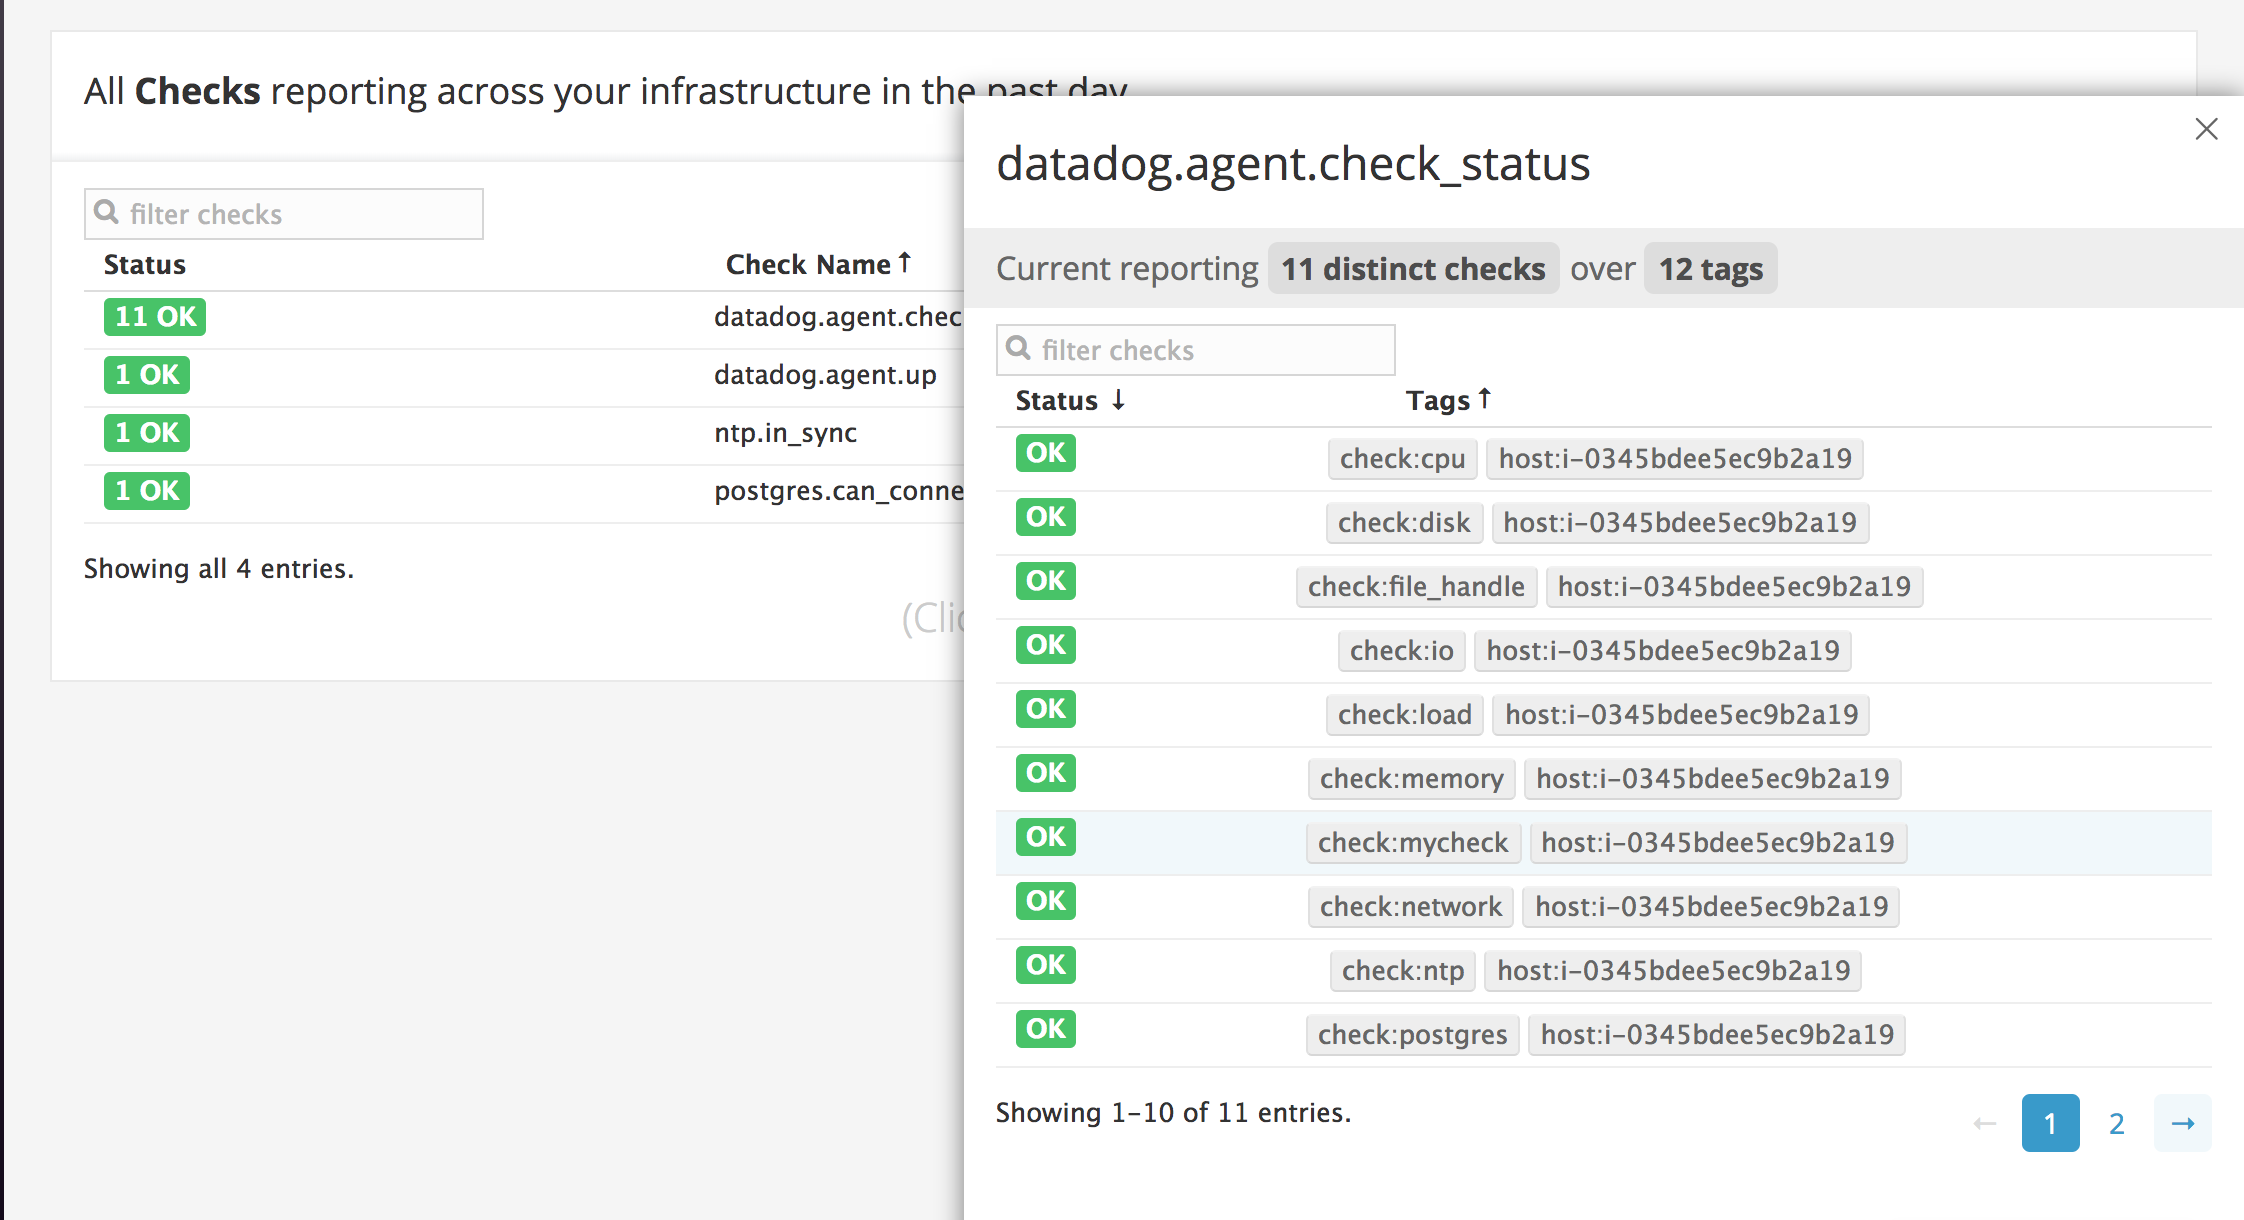 All Checks reporting across your infrastructure in the past day
filter checks
Status Check Name ↑
11 OK datadog.agent.chec
1 OK datadog.agent.up
1 OK ntp.in_sync
1 OK postgres.can_conne
Showing all 4 entries.
(Clic
datadog.agent.check_status
Current reporting 11 distinct checks over 12 tags
filter checks
Status ↓ Tags ↑
OK check:cpu host:i-0345bdee5ec9b2a19
OK check:disk host:i-0345bdee5ec9b2a19
OK check:file_handle host:i-0345bdee5ec9b2a19
OK check:io host:i-0345bdee5ec9b2a19
OK check:load host:i-0345bdee5ec9b2a19
OK check:memory host:i-0345bdee5ec9b2a19
OK check:mycheck host:i-0345bdee5ec9b2a19
OK check:network host:i-0345bdee5ec9b2a19
OK check:ntp host:i-0345bdee5ec9b2a19
OK check:postgres host:i-0345bdee5ec9b2a19
Showing 1-10 of 11 entries.
← 1 2 →